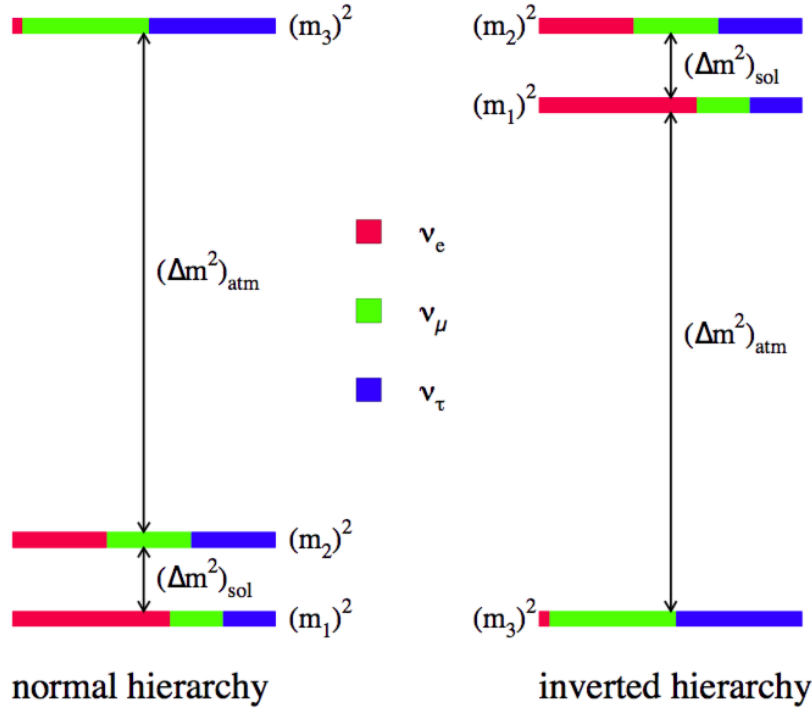 (m₃)²
(m₂)²
(Δm²)sol
(m₁)²
νe
(Δm²)atm
νμ
(Δm²)atm
ντ
(m₂)²
(Δm²)sol
(m₁)²
(m₃)²
normal hierarchy
inverted hierarchy